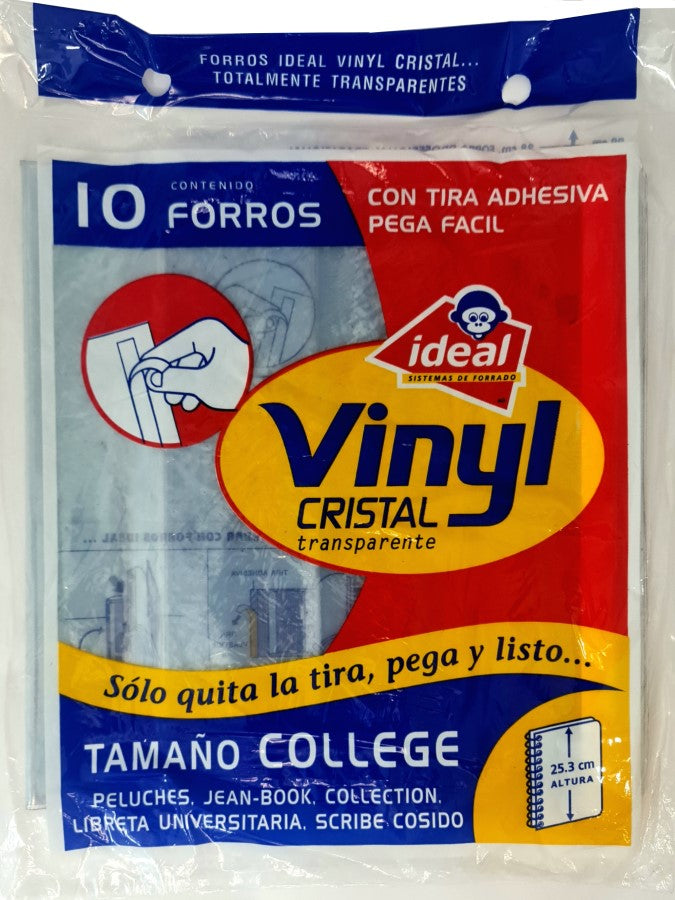 FORROS IDEAL VINYL CRISTAL...
TOTALMENTE TRANSPARENTES
10 CONTENIDO
FORROS
CON TIRA ADHESIVA
PEGA FACIL
ideal
SISTEMAS DE FORRADO
Vinyl
CRISTAL
transparente
TIRA ADHESIVA
Sólo quita la tira, pega y listo...
TAMAÑO COLLEGE
PELUCHES, JEAN-BOOK, COLLECTION,
LIBRETA UNIVERSITARIA, SCRIBE COSIDO
25.3 cm
ALTURA